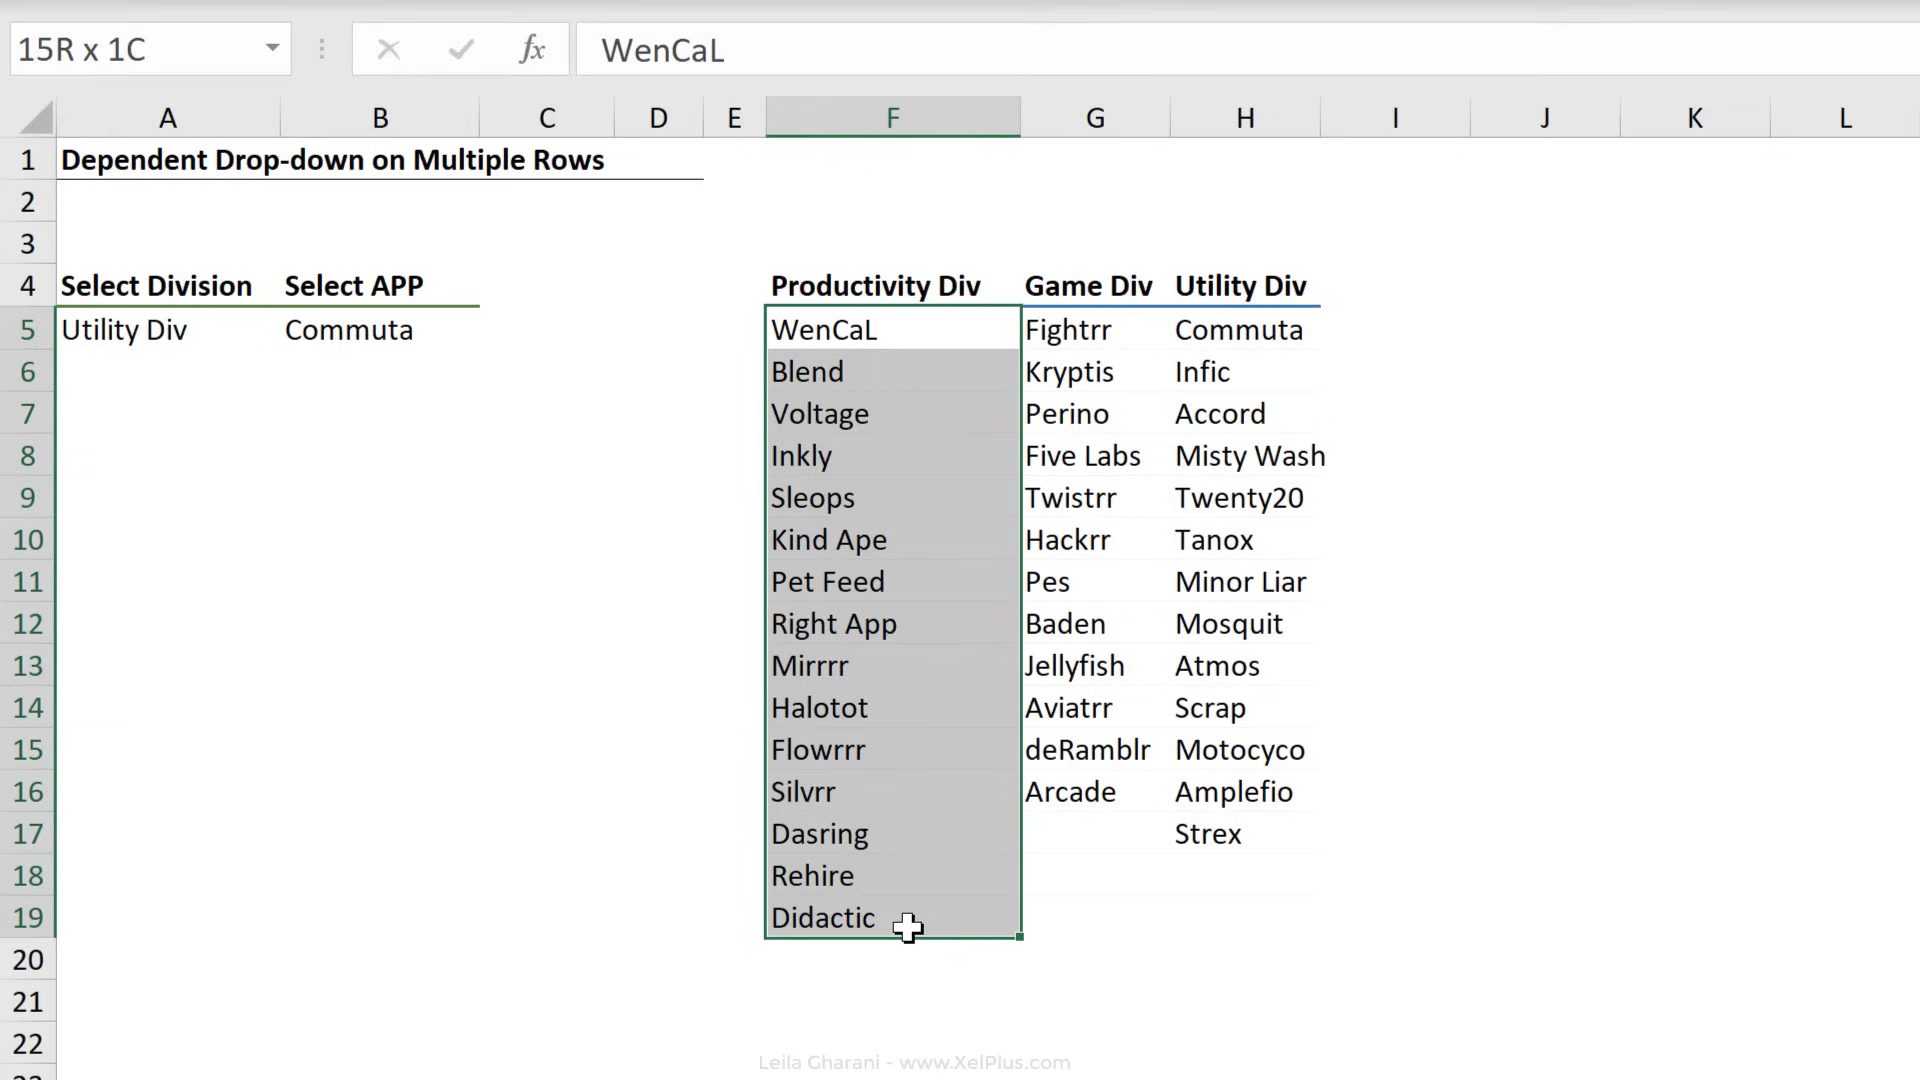 15R x 1C fx WenCaL
A B C D E F G H I J K L
1 Dependent Drop-down on Multiple Rows
2
3
4 Select Division Select APP Productivity Div Game Div Utility Div
5 Utility Div Commuta WenCaL Fightrr Commuta
6 Blend Kryptis Infic
7 Voltage Perino Accord
8 Inkly Five Labs Misty Wash
9 Sleops Twistrr Twenty20
10 Kind Ape Hackrr Tanox
11 Pet Feed Pes Minor Liar
12 Right App Baden Mosquit
13 Mirrrr Jellyfish Atmos
14 Halotot Aviatrr Scrap
15 Flowrrr deRamblr Motocyco
16 Silvrr Arcade Amplefio
17 Dasring Strex
18 Rehire
19 Didactic
20
21
22
Leila Gharani - www.XelPlus.com